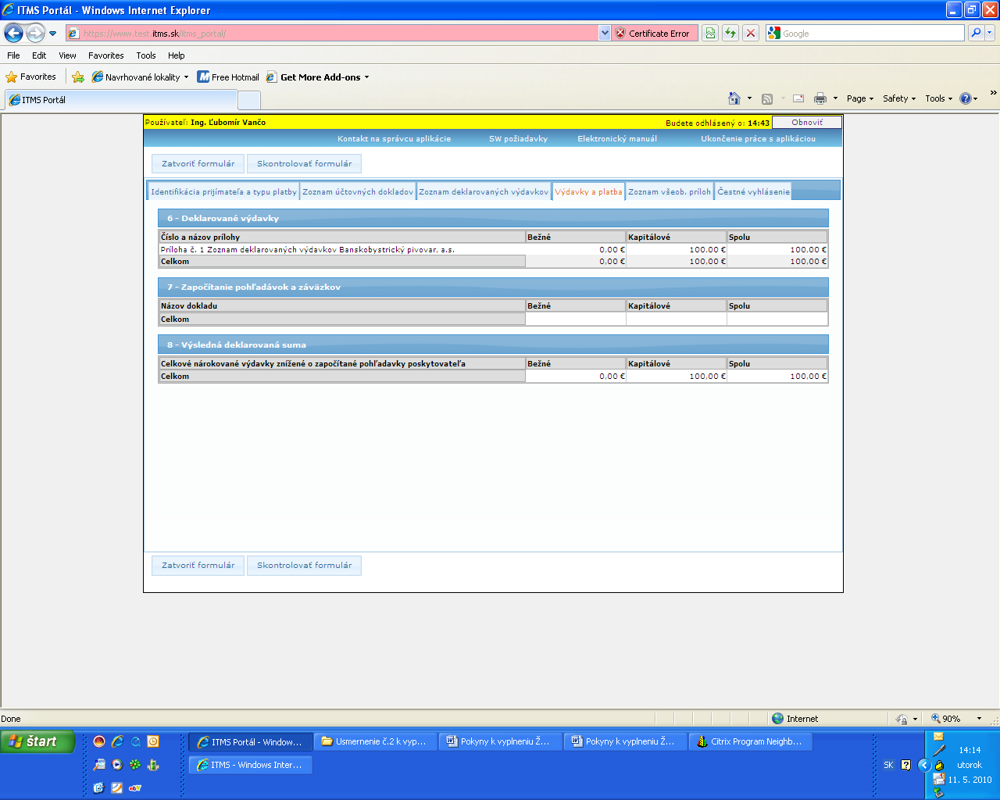 ITMS Portál - Windows Internet Explorer
https://www.test.itms.sk/itms_portal/
Certificate Error
Google
File Edit View Favorites Tools Help
Favorites
Navrhované lokality
Free Hotmail
Get More Add-ons
ITMS Portál
Page Safety Tools
Používateľ: Ing. Ľubomír Vančo
Budete odhlásený o: 14:43
Obnoviť
Kontakt na správcu aplikácie
SW požiadavky
Elektronický manuál
Ukončenie práce s aplikáciou
Zatvoriť formulár
Skontrolovať formulár
Identifikácia prijímateľa a typu platby
Zoznam účtovných dokladov
Zoznam deklarovaných výdavkov
Výdavky a platba
Zoznam všeob. príloh
Čestné vyhlásenie
6 - Deklarované výdavky
Číslo a názov prílohy Bežné Kapitálové Spolu
Príloha č. 1 Zoznam deklarovaných výdavkov Banskobystrický pivovar, a.s. 0,00 € 100,00 € 100,00 €
Celkom 0,00 € 100,00 € 100,00 €
7 - Započítanie pohľadávok a záväzkov
Názov dokladu Bežné Kapitálové Spolu
Celkom
8 - Výsledná deklarovaná suma
Celkové nárokované výdavky znížené o započítané pohľadavky poskytovateľa Bežné Kapitálové Spolu
Celkom 0,00 € 100,00 € 100,00 €
Zatvoriť formulár
Skontrolovať formulár
Done
Internet
90%
štart
ITMS Portál - Window...
Usmernenie č.2 k vyp...
Pokyny k vyplneniu Ž...
Pokyny k vyplneniu Ž...
Citrix Program Neighb...
ITMS - Windows Inter...
SK
14:14
utorok
11. 5. 2010